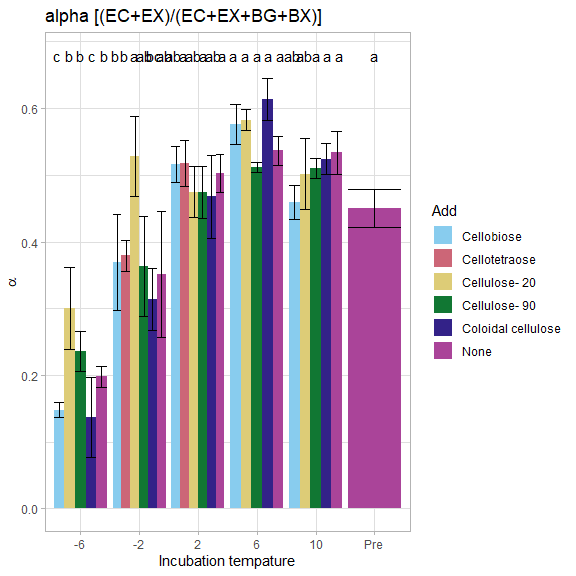 alpha [(EC+EX)/(EC+EX+BG+BX)]
c b b c b
a a a a a
a
0.6
0.4
0.2
0.0
α
-6
-2
2
6
10
Pre
Incubation tempature
Add
Cellobiose
Cellotetraose
Cellulose- 20
Cellulose- 90
Coloidal cellulose
None